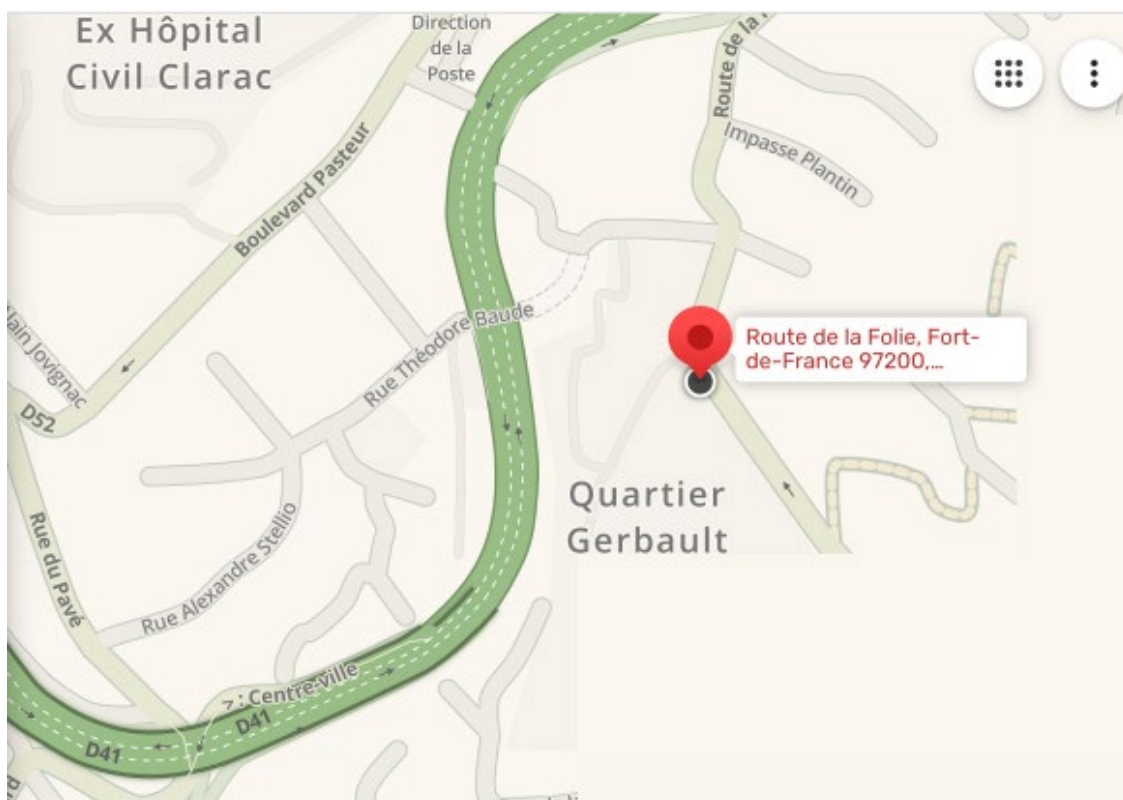 Ex Hôpital
Civil Clarac
Direction
de la
Poste
Route de la
Impasse Plantin
Boulevard Pasteur
Rue Théodore Baude
Route de la Folie, Fort-
de-France 97200,...
Jovignac
D52
Quartier
Gerbault
Rue du Pavé
Rue Alexandre Stellio
: Centre-ville
D41
D41